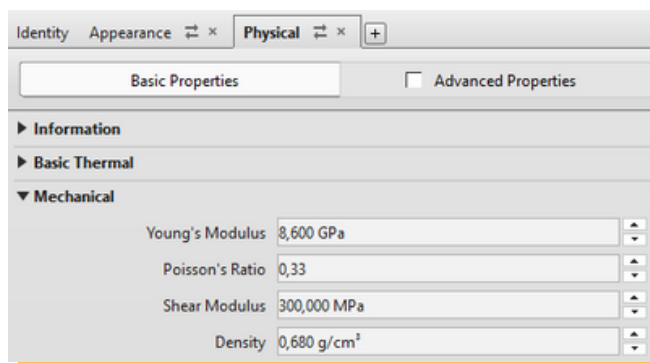 Identity Appearance × Physical × +
Basic Properties Advanced Properties
Information
Basic Thermal
Mechanical
Young's Modulus 8,600 GPa
Poisson's Ratio 0,33
Shear Modulus 300,000 MPa
Density 0,680 g/cm³